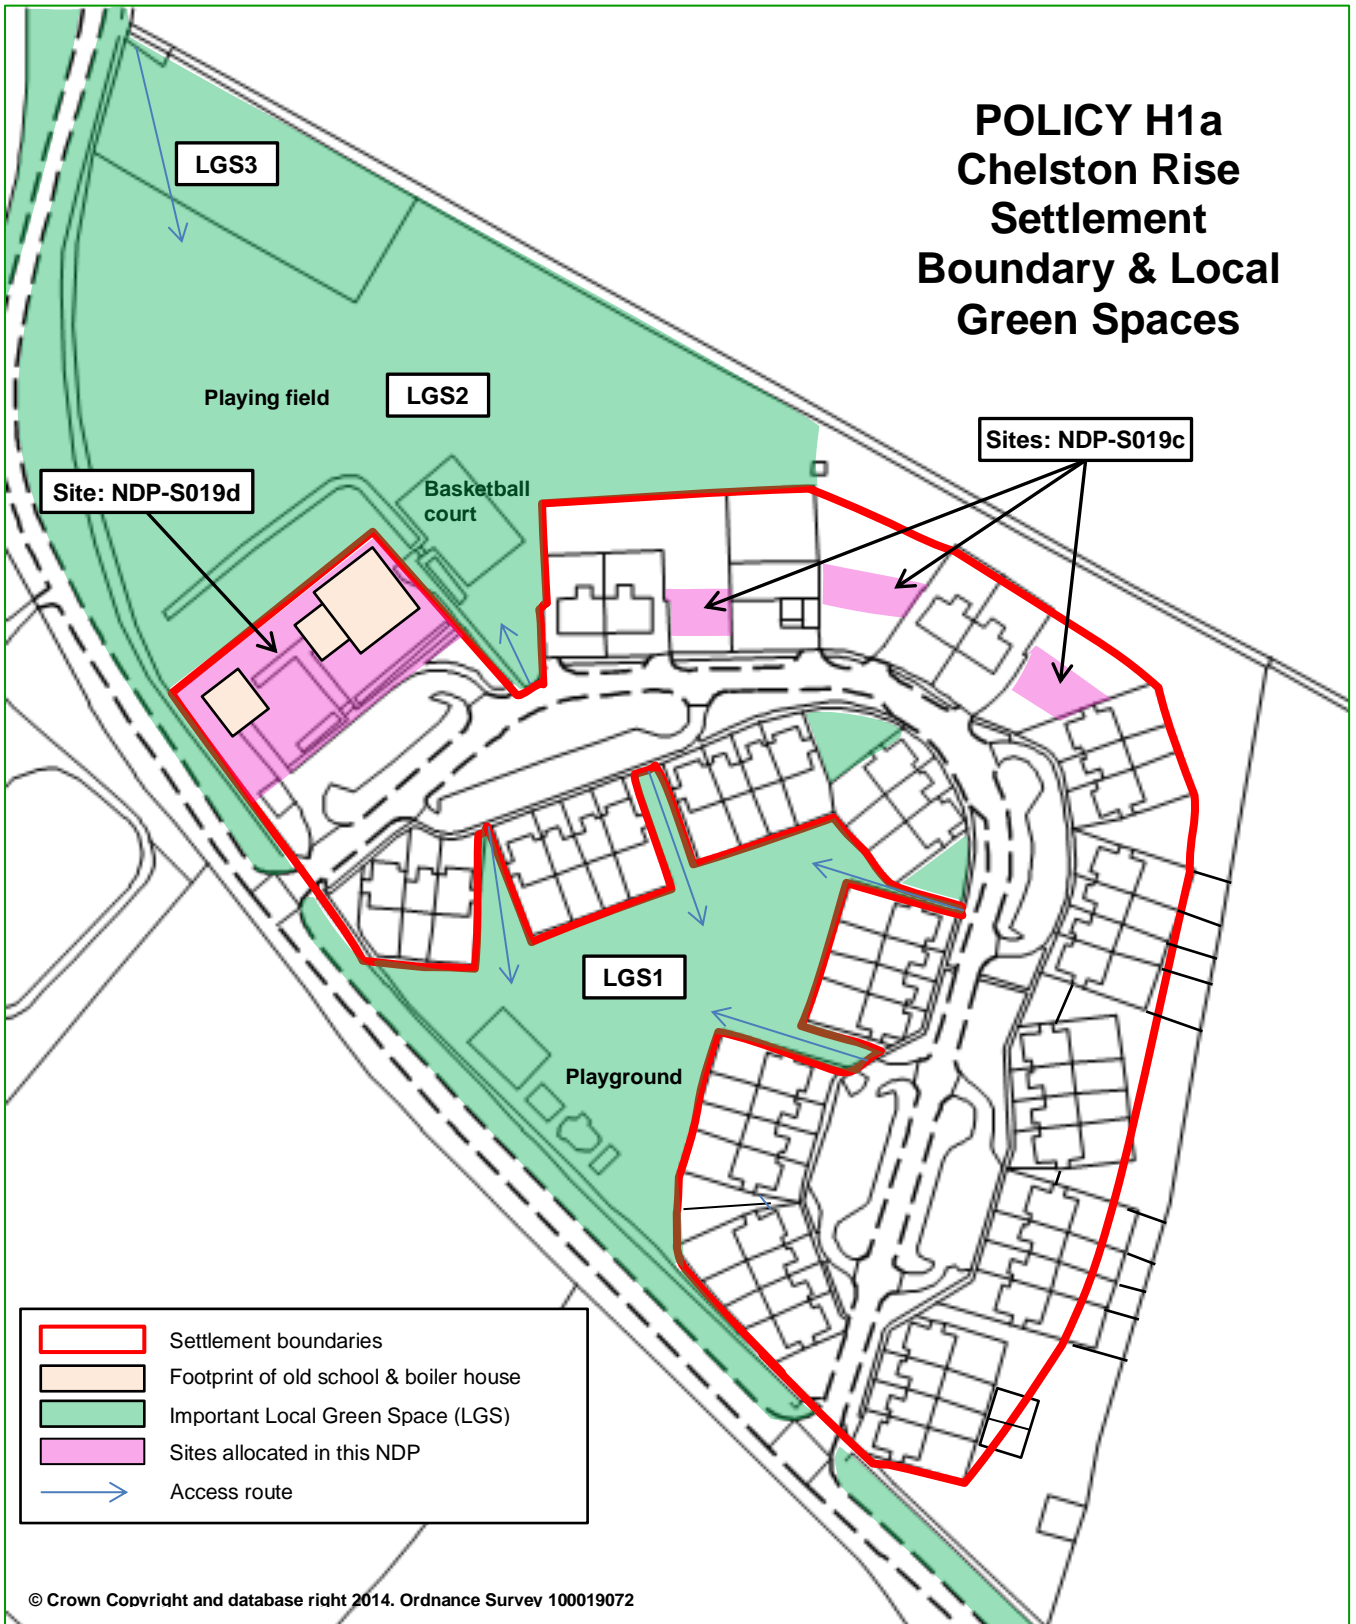 POLICY H1a
Chelston Rise
Settlement
Boundary & Local
Green Spaces
LGS3
LGS2
Playing field
Sites: NDP-S019c
Site: NDP-S019d
Basketball
court
LGS1
Playground
Settlement boundaries
Footprint of old school & boiler house
Important Local Green Space (LGS)
Sites allocated in this NDP
Access route
© Crown Copyright and database right 2014. Ordnance Survey 100019072